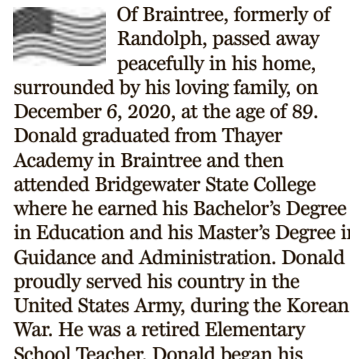 Of Braintree, formerly of
Randolph, passed away
peacefully in his home,
surrounded by his loving family, on
December 6, 2020, at the age of 89.
Donald graduated from Thayer
Academy in Braintree and then
attended Bridgewater State College
where he earned his Bachelor’s Degree
in Education and his Master’s Degree in
Guidance and Administration. Donald
proudly served his country in the
United States Army, during the Korean
War. He was a retired Elementary
School Teacher. Donald began his